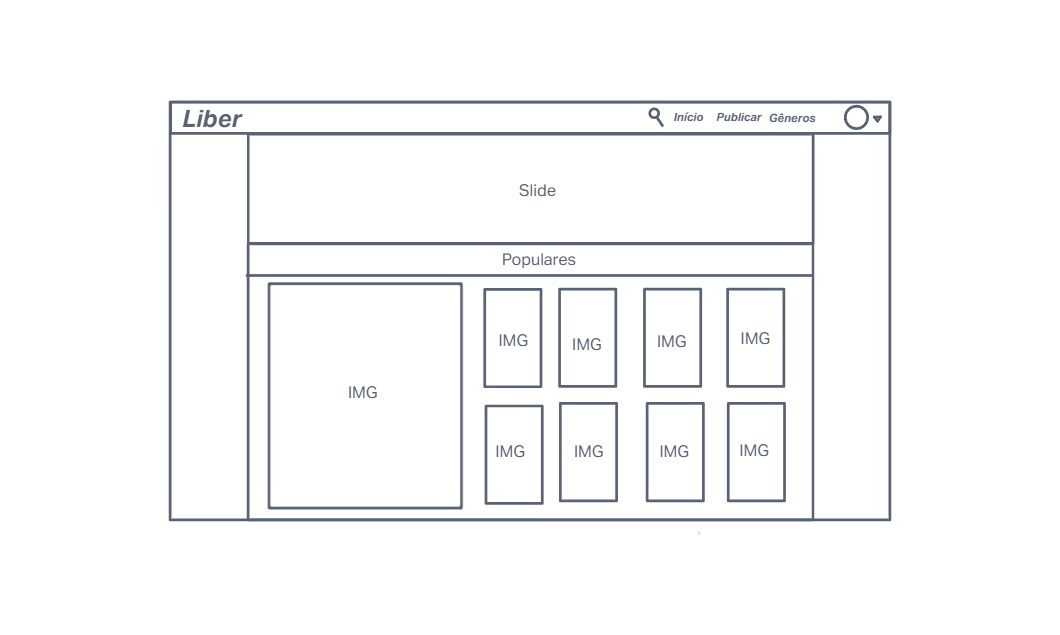 Liber
Início Publicar Gêneros
Slide
Populares
IMG
IMG IMG IMG IMG
IMG IMG IMG IMG